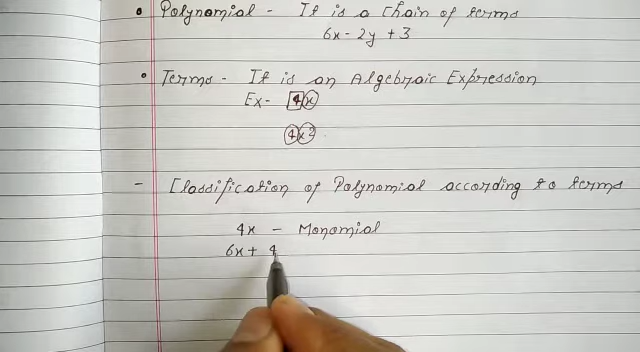 • Polynomial - It is a Chain of terms
6x - 2y + 3
• Terms - It is an Algebraic Expression
Ex - 4x
4x²
- Classification of Polynomial according to terms
4x - Monomial
6x + 4